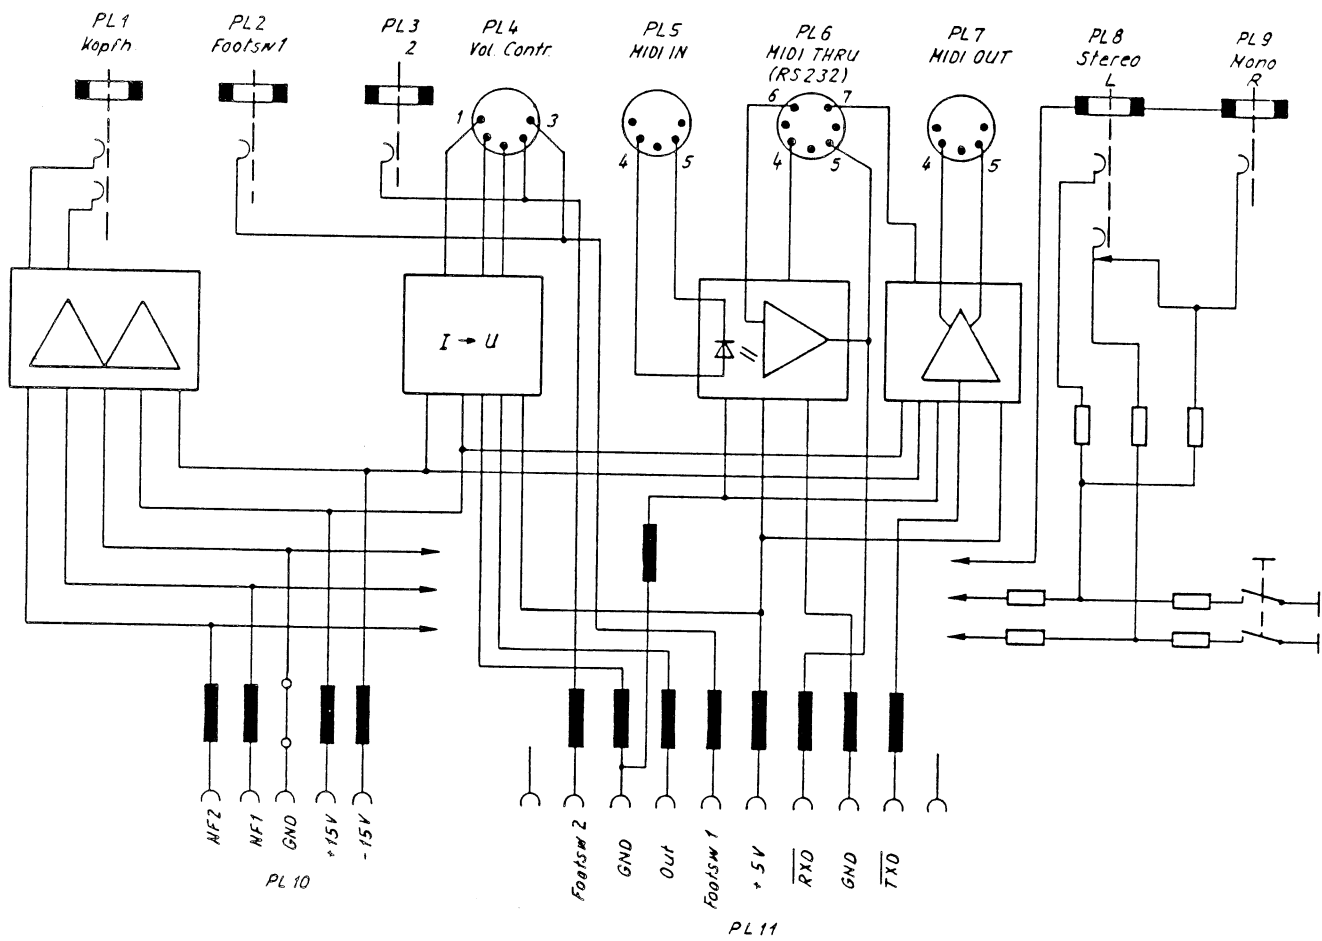 PL1
Kopfh
PL2
Footsw1
PL3
2
PL4
Vol. Contr.
PL5
MIDI IN
PL6
MIDI THRU
(RS232)
PL7
MIDI OUT
PL8
Stereo
L
PL9
Mono
R
1
3
4
5
6
7
4
5
4
5
I → U
NF2
NF1
GND
+15V
-15V
PL10
Footsw 2
GND
Out
Footsw 1
+5V
RXD
GND
TXD
PL11